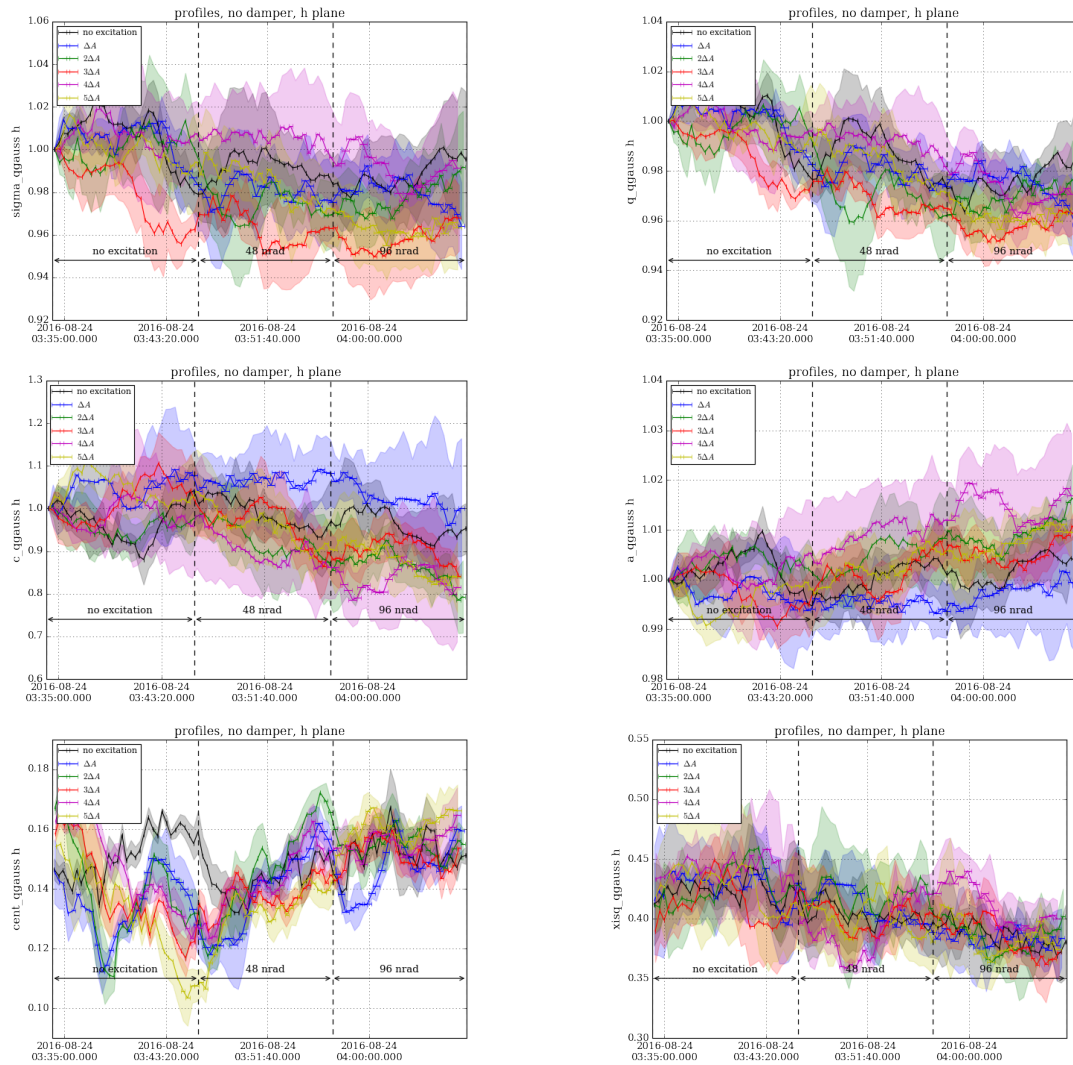 profiles, no damper, h plane
sigma_qgauss h
1.06
1.04
1.02
1.00
0.98
0.96
0.94
0.92
no excitation
ΔA
2ΔA
3ΔA
4ΔA
5ΔA
no excitation
48 nrad
96 nrad
2016-08-24
03:35:00.000
2016-08-24
03:43:20.000
2016-08-24
03:51:40.000
2016-08-24
04:00:00.000
profiles, no damper, h plane
q_qgauss h
1.04
1.02
1.00
0.98
0.96
0.94
0.92
no excitation
ΔA
2ΔA
3ΔA
4ΔA
5ΔA
no excitation
48 nrad
96 nrad
2016-08-24
03:35:00.000
2016-08-24
03:43:20.000
2016-08-24
03:51:40.000
2016-08-24
04:00:00.000
profiles, no damper, h plane
c_qgauss h
1.3
1.2
1.1
1.0
0.9
0.8
0.7
0.6
no excitation
ΔA
2ΔA
3ΔA
4ΔA
5ΔA
no excitation
48 nrad
96 nrad
2016-08-24
03:35:00.000
2016-08-24
03:43:20.000
2016-08-24
03:51:40.000
2016-08-24
04:00:00.000
profiles, no damper, h plane
a_qgauss h
1.04
1.03
1.02
1.01
1.00
0.99
0.98
no excitation
ΔA
2ΔA
3ΔA
4ΔA
5ΔA
no excitation
48 nrad
96 nrad
2016-08-24
03:35:00.000
2016-08-24
03:43:20.000
2016-08-24
03:51:40.000
2016-08-24
04:00:00.000
profiles, no damper, h plane
cent_qgauss h
0.18
0.16
0.14
0.12
0.10
no excitation
ΔA
2ΔA
3ΔA
4ΔA
5ΔA
no excitation
48 nrad
96 nrad
2016-08-24
03:35:00.000
2016-08-24
03:43:20.000
2016-08-24
03:51:40.000
2016-08-24
04:00:00.000
profiles, no damper, h plane
xisq_qgauss h
0.55
0.50
0.45
0.40
0.35
0.30
no excitation
ΔA
2ΔA
3ΔA
4ΔA
5ΔA
no excitation
48 nrad
96 nrad
2016-08-24
03:35:00.000
2016-08-24
03:43:20.000
2016-08-24
03:51:40.000
2016-08-24
04:00:00.000